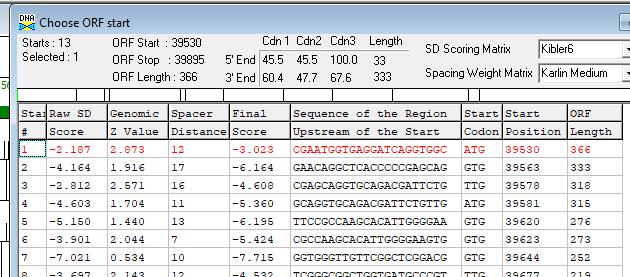 Choose ORF start
Starts : 13
Selected : 1
ORF Start : 39530
ORF Stop : 39895
ORF Length : 366
Cdn 1 Cdn2 Cdn3 Length
5' End 45.5 45.5 100.0 33
3' End 60.4 47.7 67.6 333
SD Scoring Matrix Kibler6
Spacing Weight Matrix Karlin Medium
Star Raw SD Genomic Spacer Final Sequence of the Region Start Start ORF
# Score Z Value Distance Score Upstream of the Start Codon Position Length
1 -2.187 2.873 12 -3.023 CGAATGGTGAGGATCAGGTGGC ATG 39530 366
2 -4.164 1.916 17 -6.164 GAACAGGCTCACCCCCGAGCAG GTG 39563 333
3 -2.812 2.571 16 -4.608 CGAGCAGGTGCAGACGATTCTG TTG 39578 318
4 -4.603 1.704 11 -5.360 GCAGGTGCAGACGATTCTGTTG ATG 39581 315
5 -5.150 1.440 13 -6.195 TTCCGCCAAGCACATTGGGGAA GTG 39620 276
6 -3.901 2.044 7 -5.424 CGCCAAGCACATTGGGGAAGTG GTG 39623 273
7 -7.021 0.534 10 -7.715 GGTGGGTTGTTCGGCTCGGACG GTG 39644 252
8 -3.697 2.143 12 -4.532 TCGGGCGGCTGGTGATGCCCGT TTG 39677 219